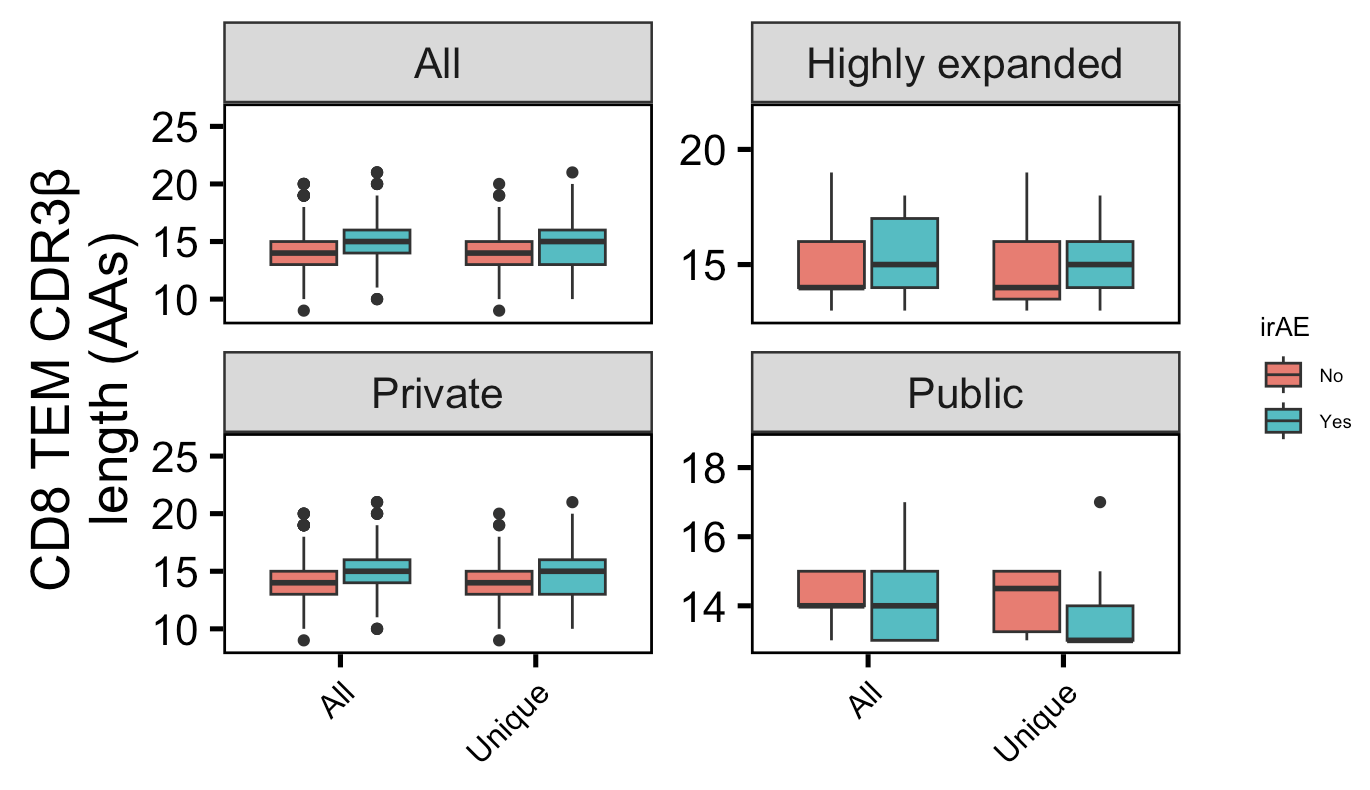 CD8 TEM CDR3β
length (AAs)
All
25
20
15
10
Highly expanded
20
15
Private
25
20
15
10
All
Unique
Public
18
16
14
All
Unique
irAE
No
Yes